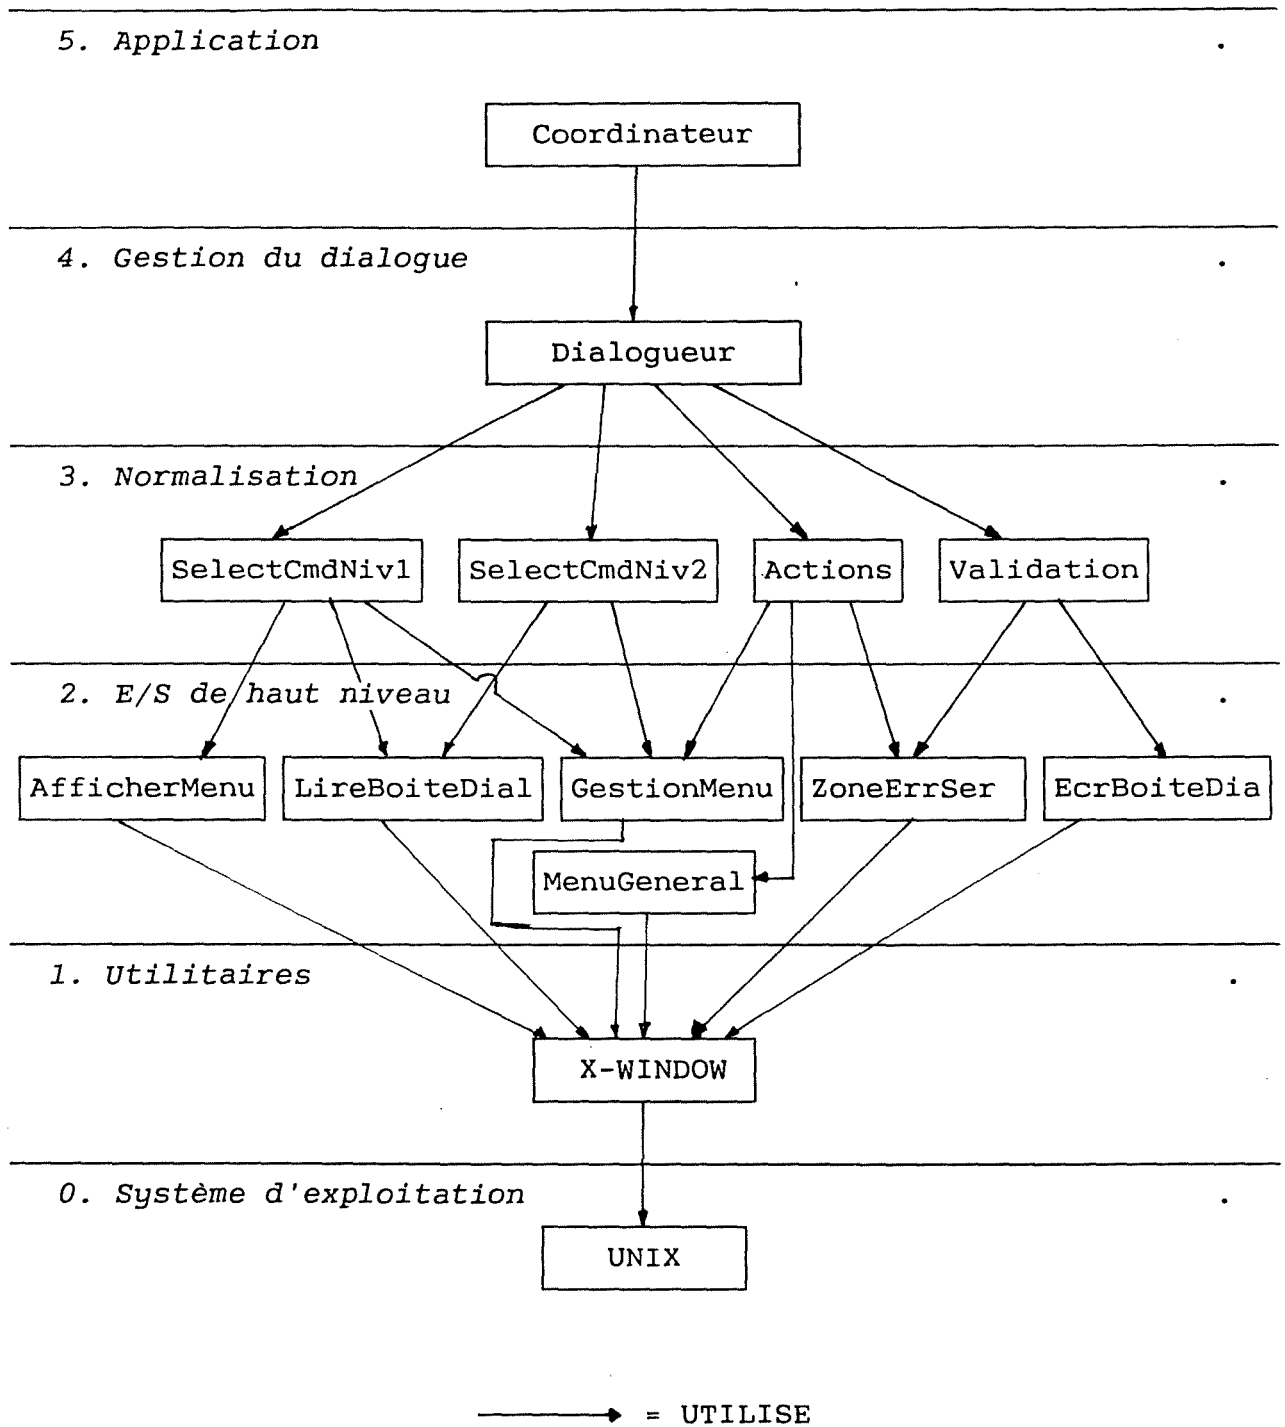 5. Application .
Coordinateur
4. Gestion du dialogue .
Dialogueur
3. Normalisation .
SelectCmdNiv1
SelectCmdNiv2
Actions
Validation
2. E/S de haut niveau .
AfficherMenu
LireBoiteDial
GestionMenu
ZoneErrSer
EcrBoiteDia
MenuGeneral
1. Utilitaires .
X-WINDOW
0. Système d'exploitation .
UNIX
= UTILISE